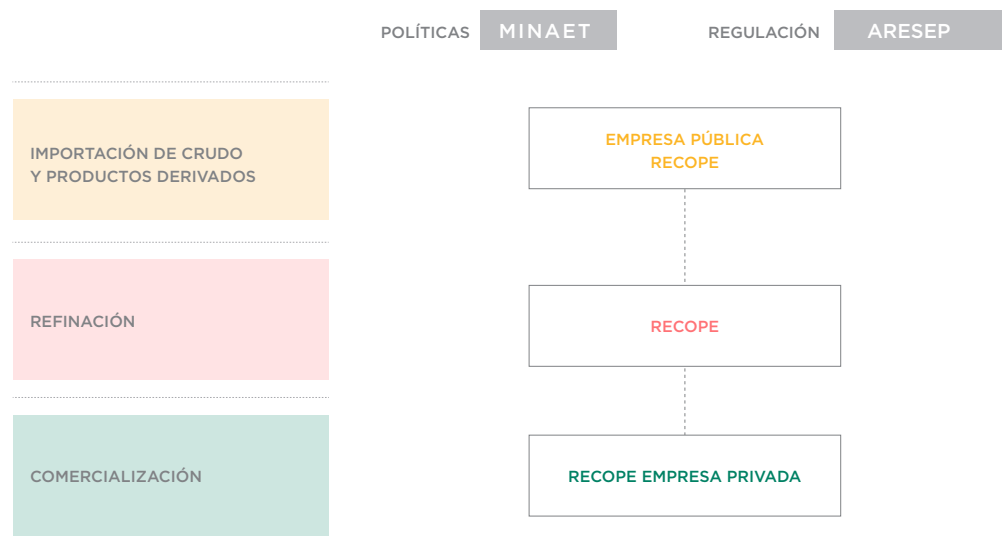 POLÍTICAS MINAET REGULACIÓN ARESEP
IMPORTACIÓN DE CRUDO
Y PRODUCTOS DERIVADOS
EMPRESA PÚBLICA
RECOPE
REFINACIÓN
RECOPE
COMERCIALIZACIÓN
RECOPE EMPRESA PRIVADA